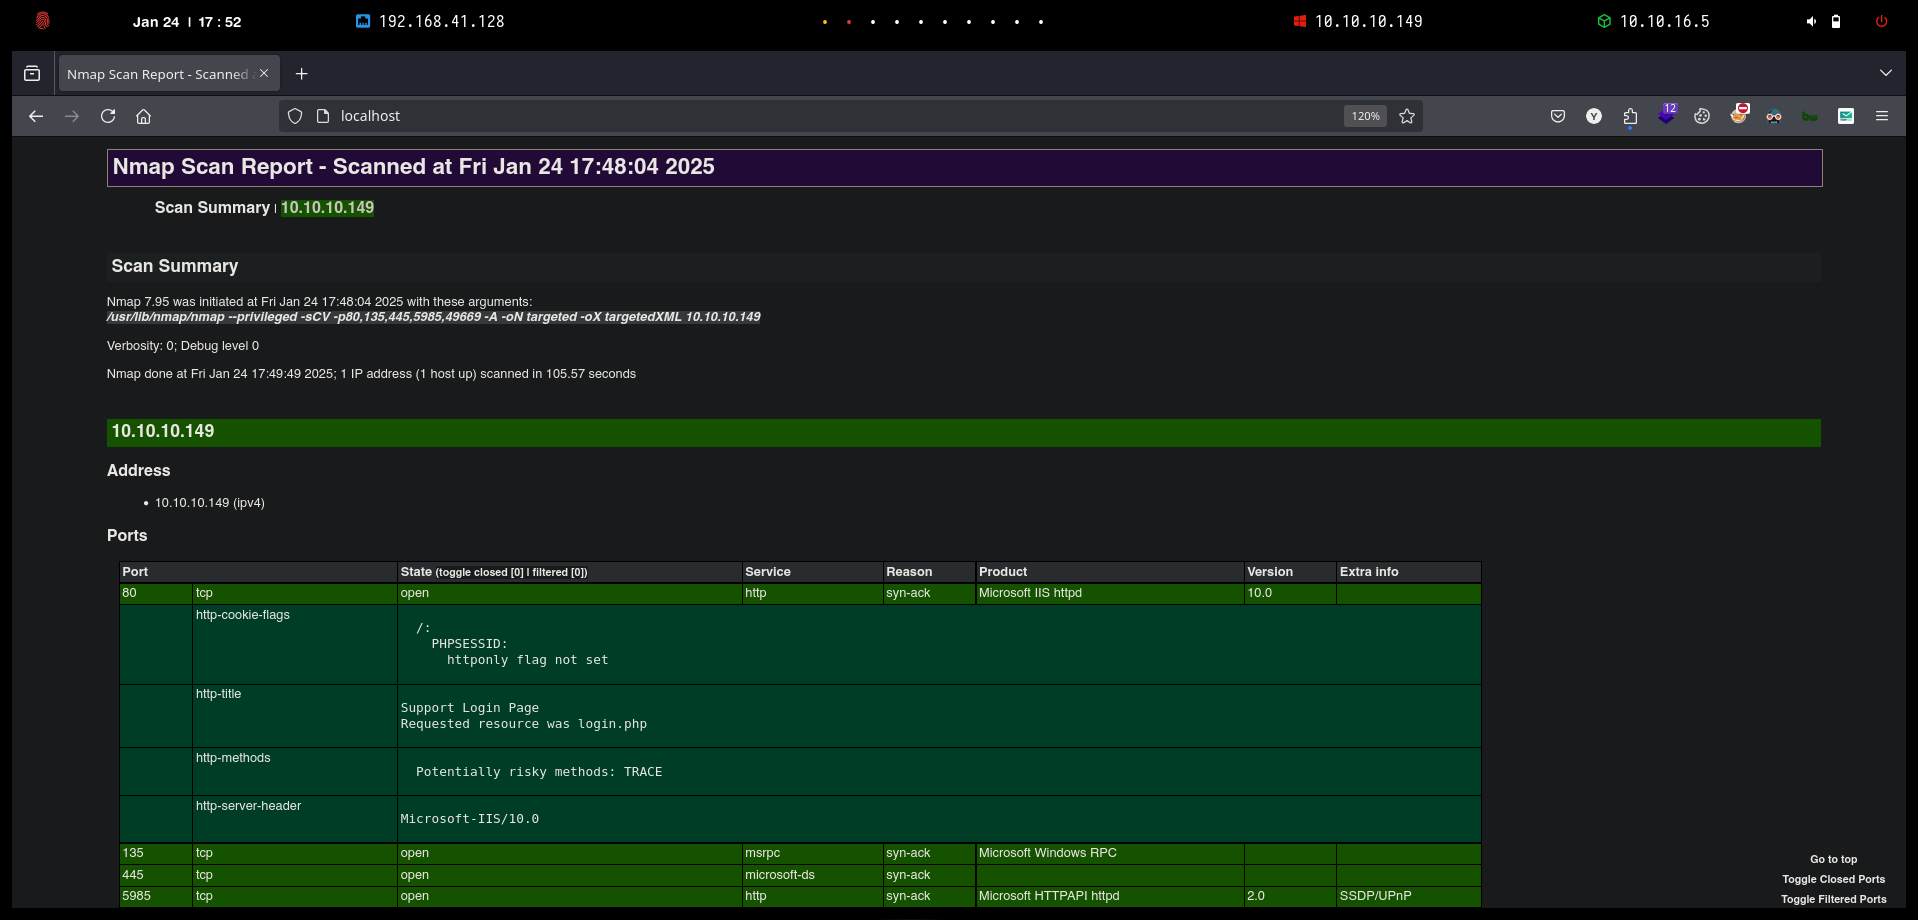 Jan 24 | 17 : 52 192.168.41.128 10.10.10.149 10.10.16.5
Nmap Scan Report - Scanned
localhost 120% 12
Nmap Scan Report - Scanned at Fri Jan 24 17:48:04 2025
Scan Summary | 10.10.10.149
Scan Summary
Nmap 7.95 was initiated at Fri Jan 24 17:48:04 2025 with these arguments:
/usr/lib/nmap/nmap --privileged -sCV -p80,135,445,5985,49669 -A -oN targeted -oX targetedXML 10.10.10.149
Verbosity: 0; Debug level 0
Nmap done at Fri Jan 24 17:49:49 2025; 1 IP address (1 host up) scanned in 105.57 seconds
10.10.10.149
Address
• 10.10.10.149 (ipv4)
Ports
Port State (toggle closed [0] | filtered [0]) Service Reason Product Version Extra info
80 tcp open http syn-ack Microsoft IIS httpd 10.0
http-cookie-flags
/:
PHPSESSID:
httponly flag not set
http-title
Support Login Page
Requested resource was login.php
http-methods
Potentially risky methods: TRACE
http-server-header
Microsoft-IIS/10.0
135 tcp open msrpc syn-ack Microsoft Windows RPC
445 tcp open microsoft-ds syn-ack
5985 tcp open http syn-ack Microsoft HTTPAPI httpd 2.0 SSDP/UPnP
Go to top
Toggle Closed Ports
Toggle Filtered Ports